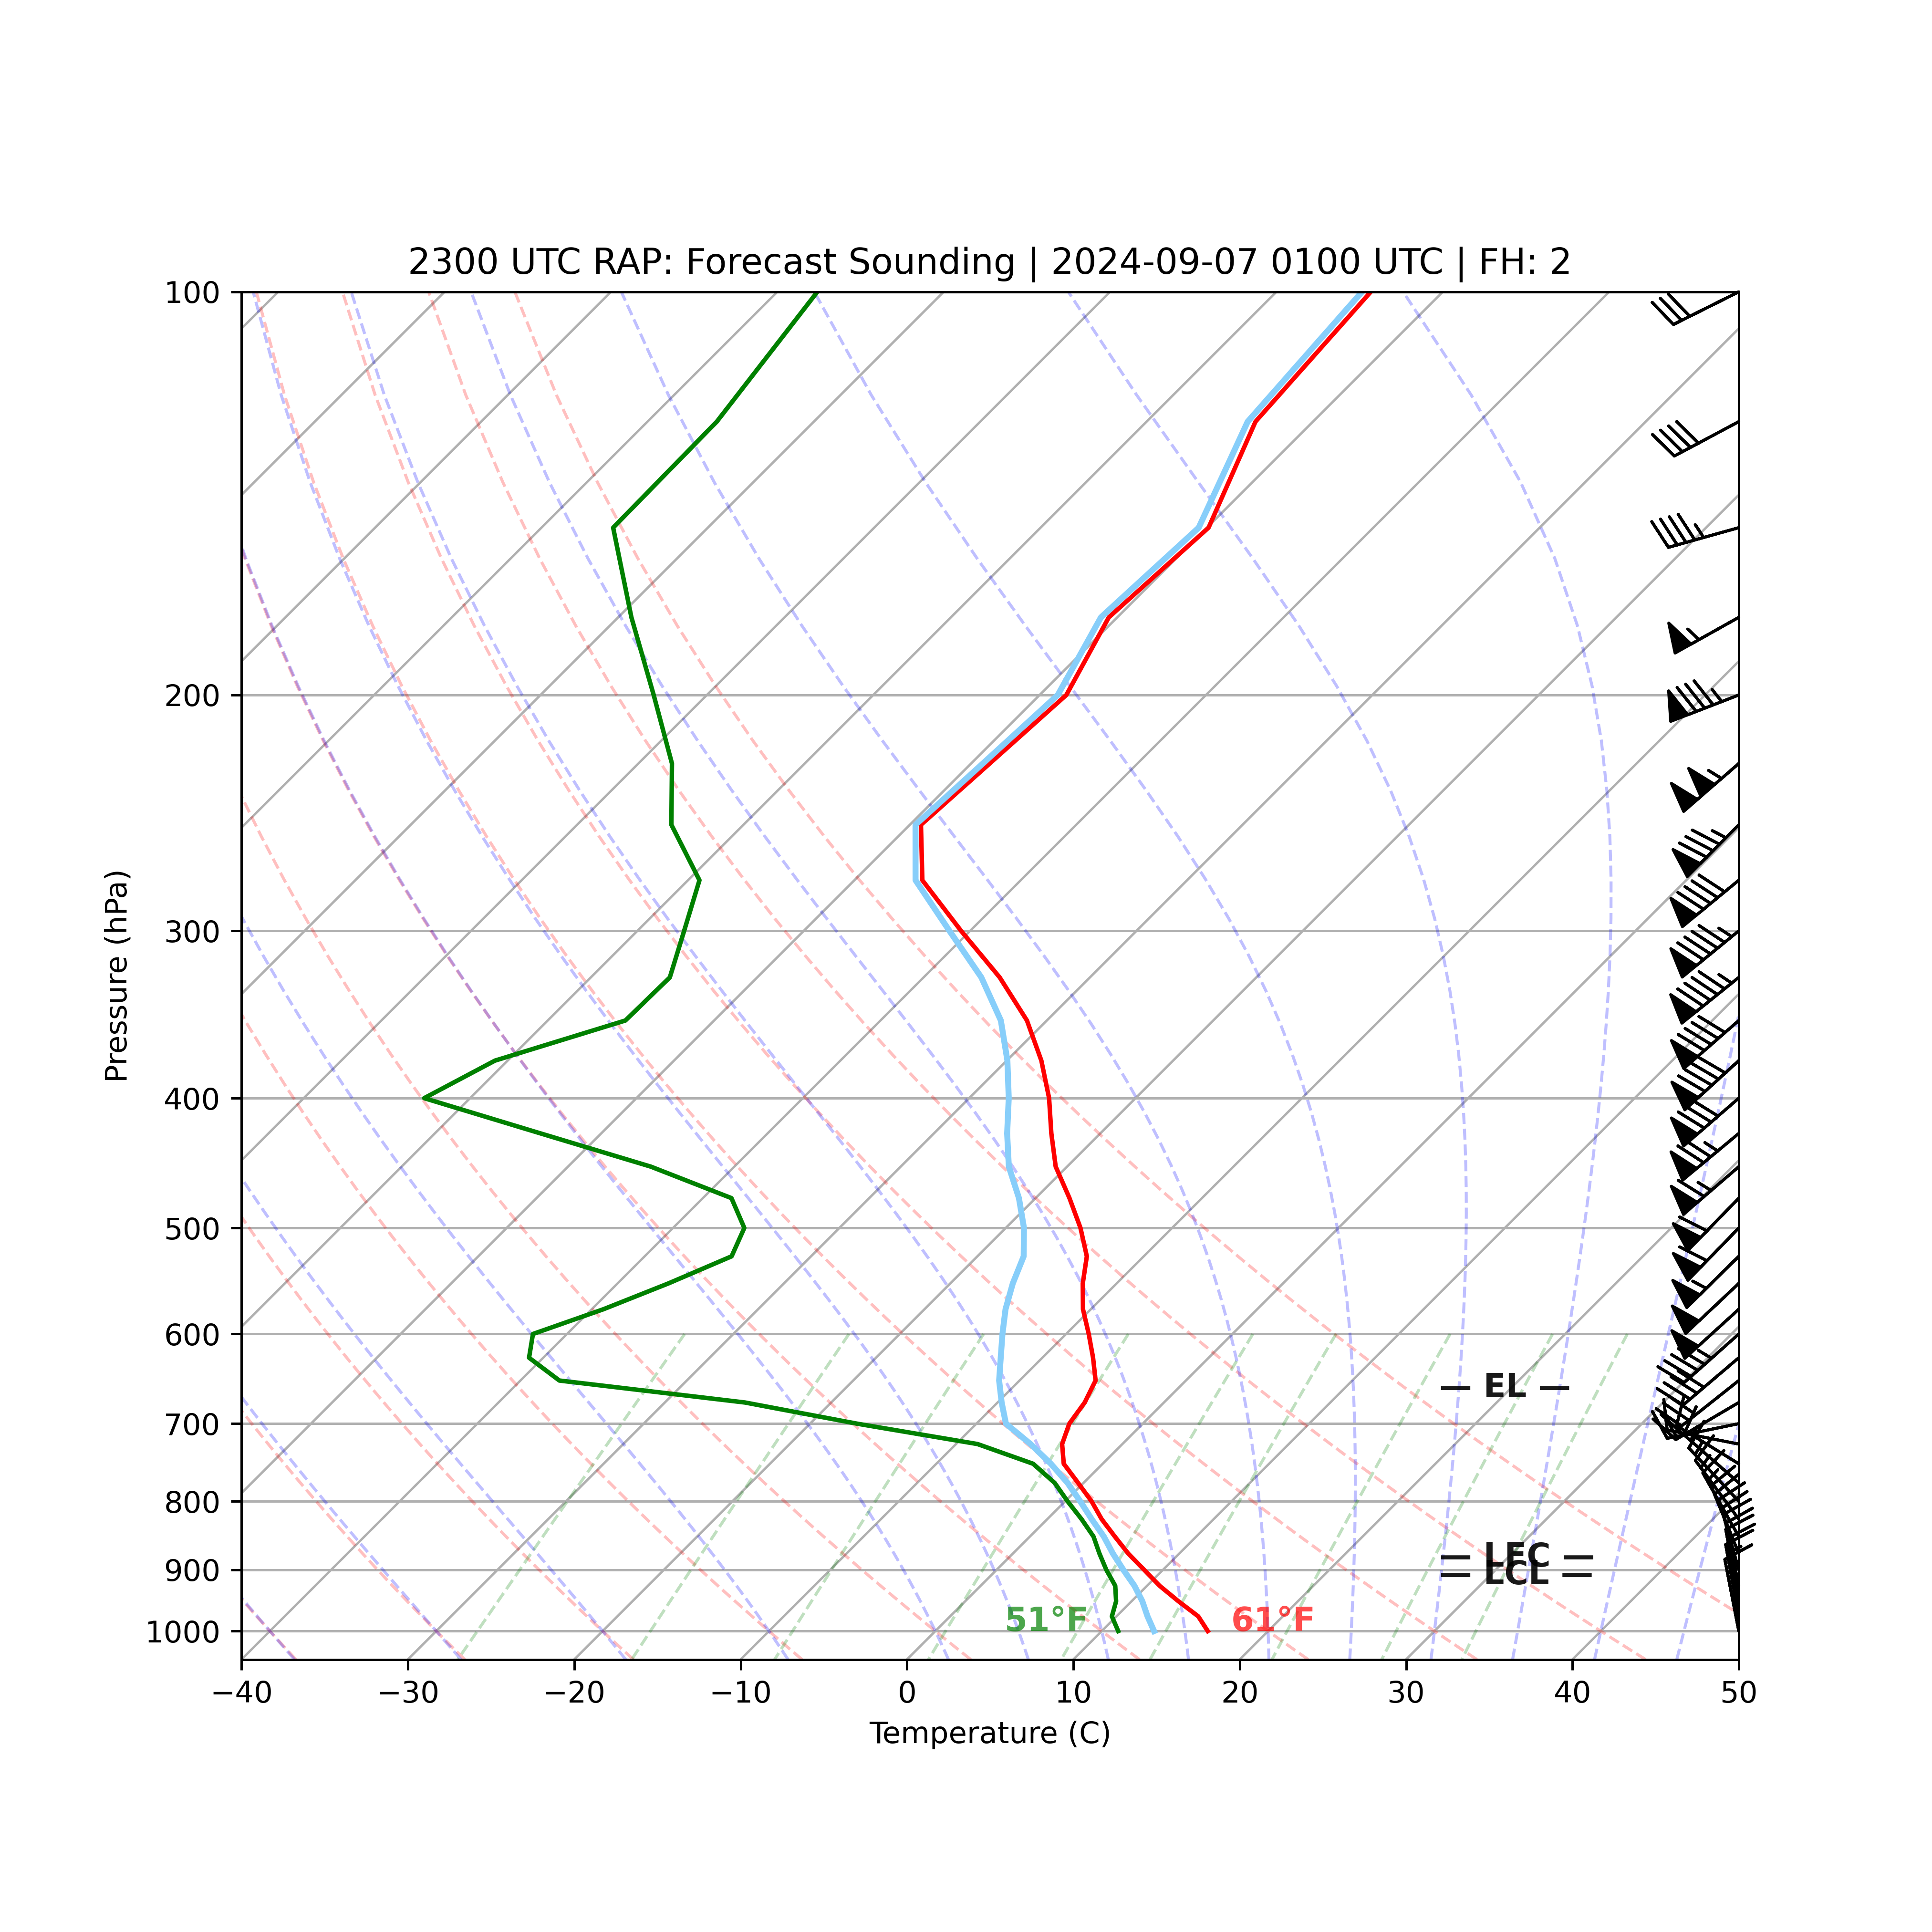 2300 UTC RAP: Forecast Sounding | 2024-09-07 0100 UTC | FH: 2
100
200
300
400
500
600
700
800
900
1000
Pressure (hPa)
— EL —
— LFC —
— LCL —
51°F
61°F
−40 −30 −20 −10 0 10 20 30 40 50
Temperature (C)